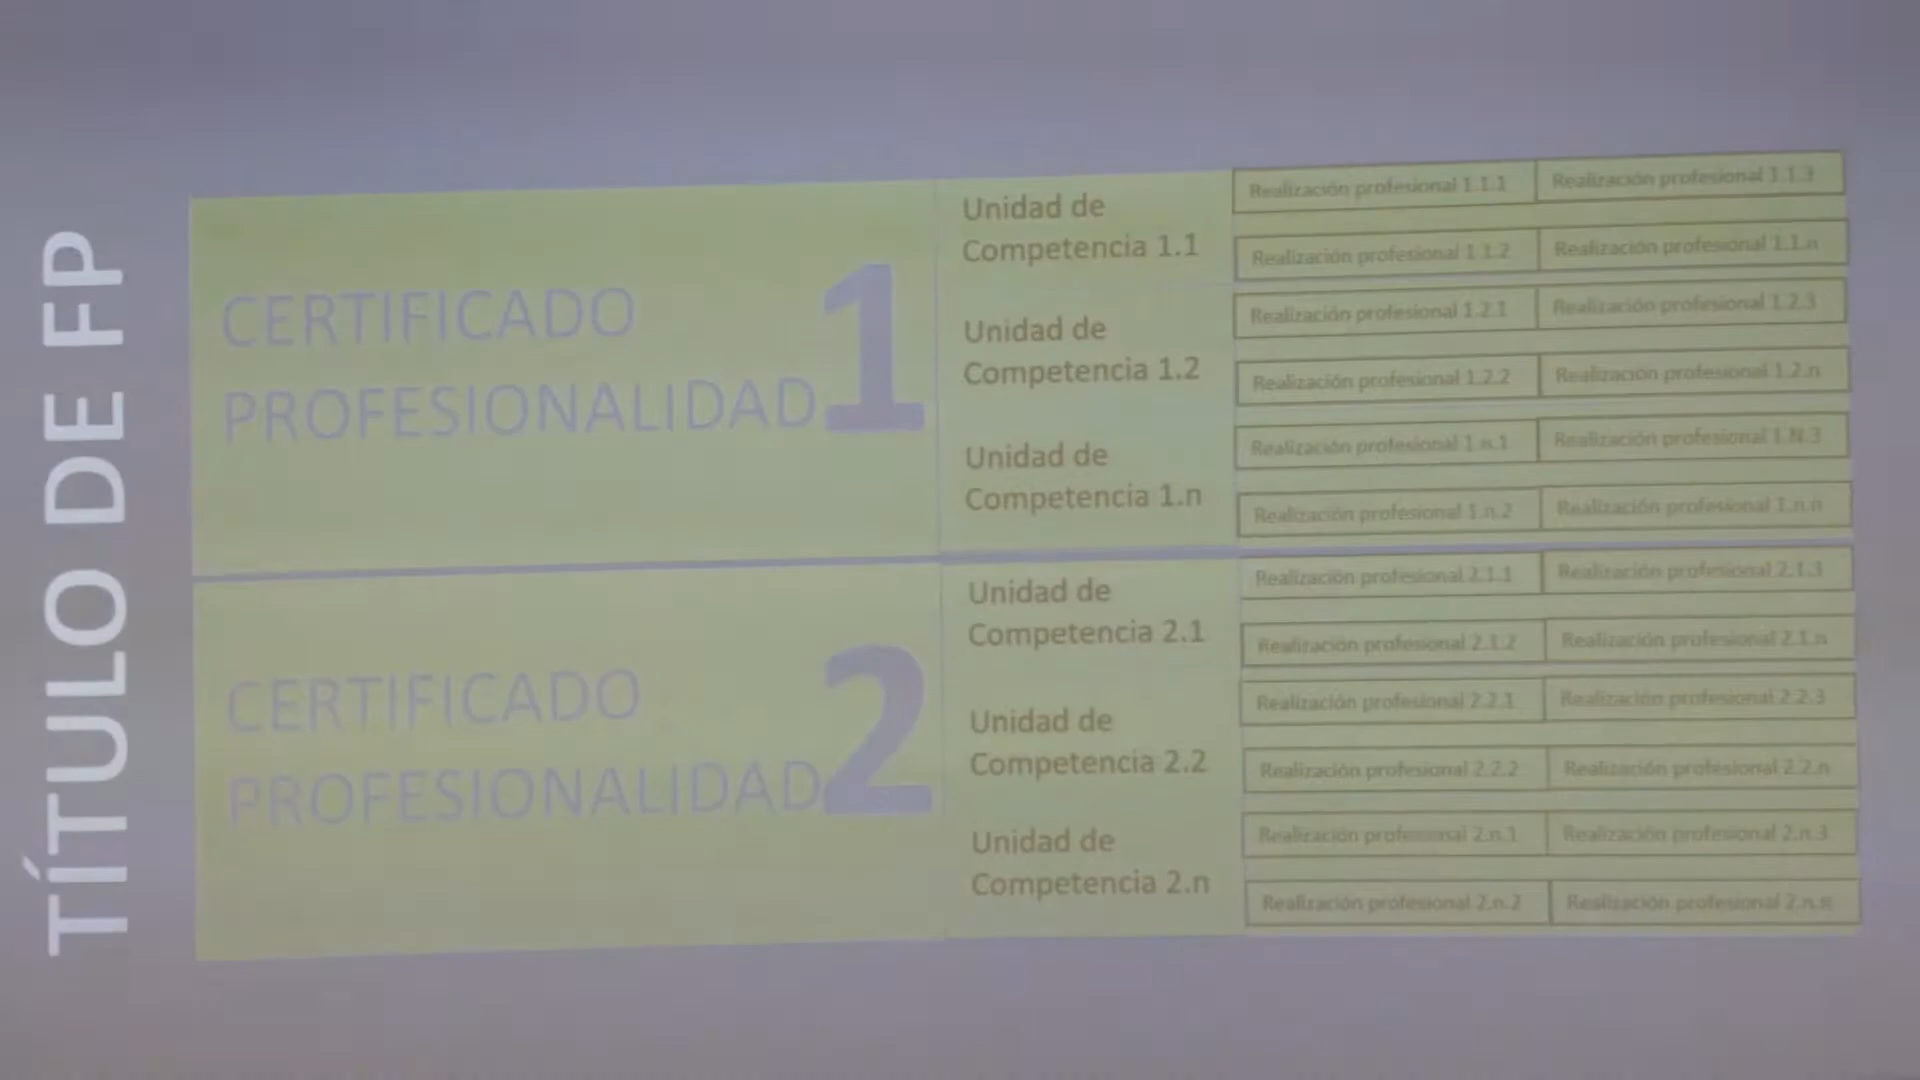 TÍTULO DE FP
CERTIFICADO
PROFESIONALIDAD 1
Unidad de
Competencia 1.1
Realización profesional 1.1.1
Realización profesional 1.1.3
Realización profesional 1.1.2
Realización profesional 1.1.n
Unidad de
Competencia 1.2
Realización profesional 1.2.1
Realización profesional 1.2.3
Realización profesional 1.2.2
Realización profesional 1.2.n
Unidad de
Competencia 1.n
Realización profesional 1.n.1
Realización profesional 1.N.3
Realización profesional 1.n.2
Realización profesional 1.n.n
CERTIFICADO
PROFESIONALIDAD 2
Unidad de
Competencia 2.1
Realización profesional 2.1.1
Realización profesional 2.1.3
Realización profesional 2.1.2
Realización profesional 2.1.n
Unidad de
Competencia 2.2
Realización profesional 2.2.1
Realización profesional 2.2.3
Realización profesional 2.2.2
Realización profesional 2.2.n
Unidad de
Competencia 2.n
Realización profesional 2.n.1
Realización profesional 2.n.3
Realización profesional 2.n.2
Realización profesional 2.n.n